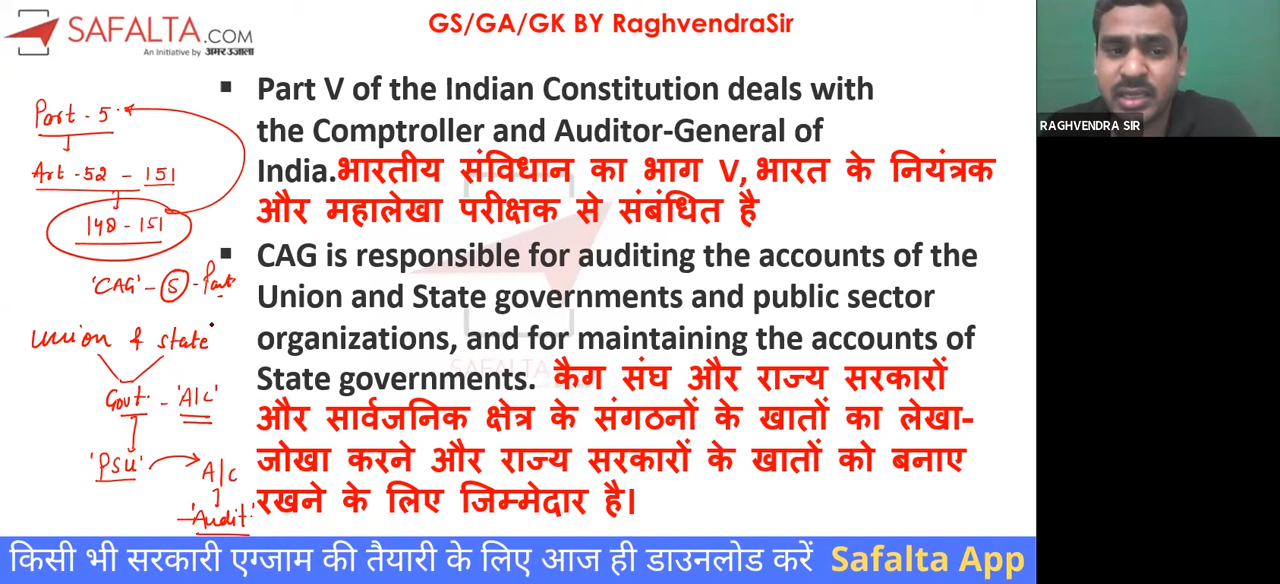 SAFALTA.COM
An Initiative by अमर उजाला
GS/GA/GK BY RaghvendraSir
Part V of the Indian Constitution deals with
the Comptroller and Auditor-General of
India.भारतीय संविधान का भाग V, भारत के नियंत्रक
और महालेखा परीक्षक से संबंधित है
CAG is responsible for auditing the accounts of the
Union and State governments and public sector
organizations, and for maintaining the accounts of
State governments. कैग संघ और राज्य सरकारों
और सार्वजनिक क्षेत्र के संगठनों के खातों का लेखा-
जोखा करने और राज्य सरकारों के खातों को बनाए
रखने के लिए जिम्मेदार है।
Part - 5
Art - 52 - 151
148 - 151
'CAG' - 5 - Part
Union & state
Govt. - 'A/C'
'PSU' A/C
'Audit'
RAGHVENDRA SIR
किसी भी सरकारी एग्जाम की तैयारी के लिए आज ही डाउनलोड करें Safalta App